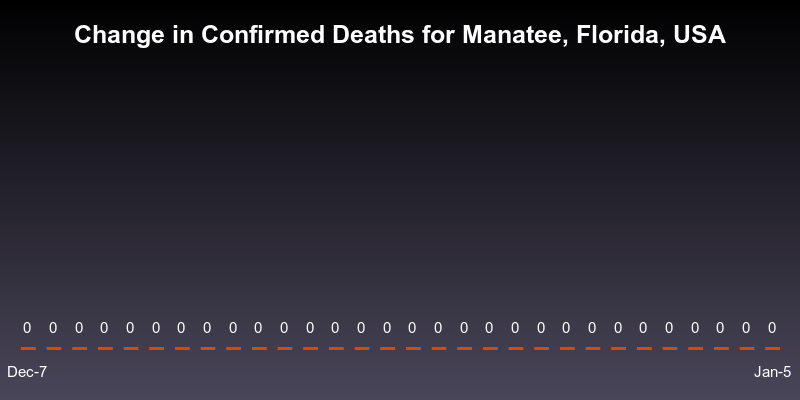 Change in Confirmed Deaths for Manatee, Florida, USA
0 0 0 0 0 0 0 0 0 0 0 0 0 0 0 0 0 0 0 0 0 0 0 0 0 0 0 0 0 0
Dec-7 Jan-5